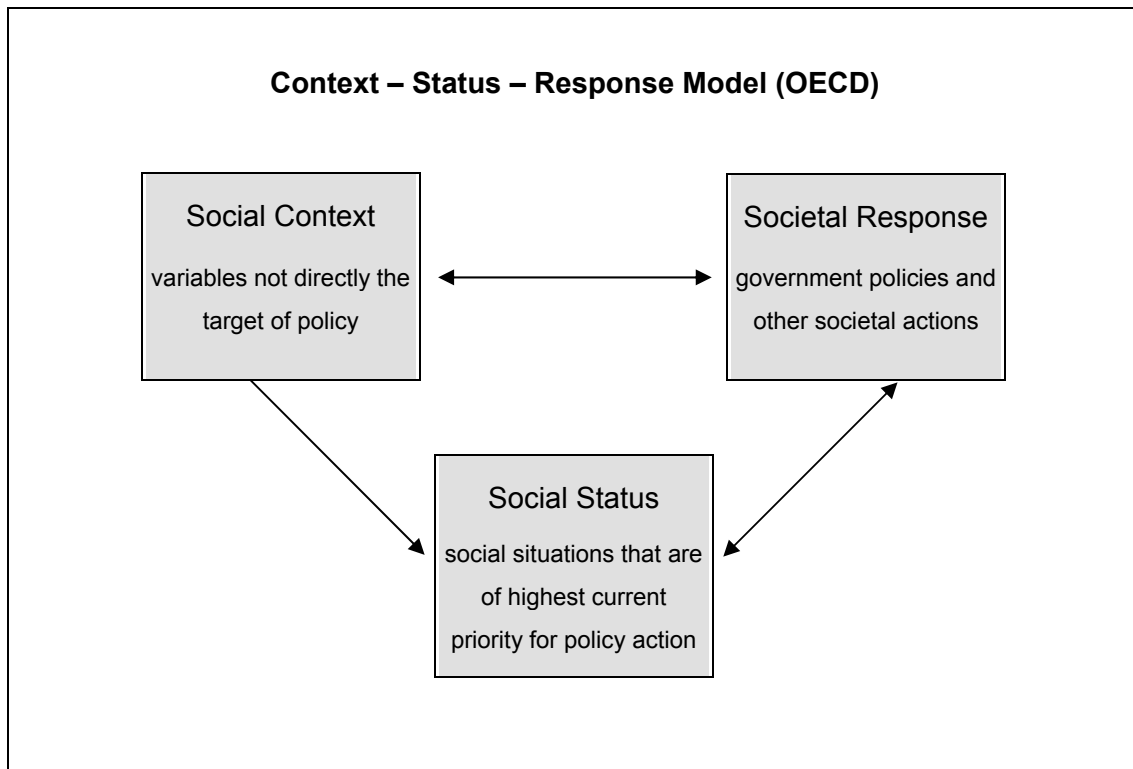 Context – Status – Response Model (OECD)
Social Context
variables not directly the
target of policy
Societal Response
government policies and
other societal actions
Social Status
social situations that are
of highest current
priority for policy action